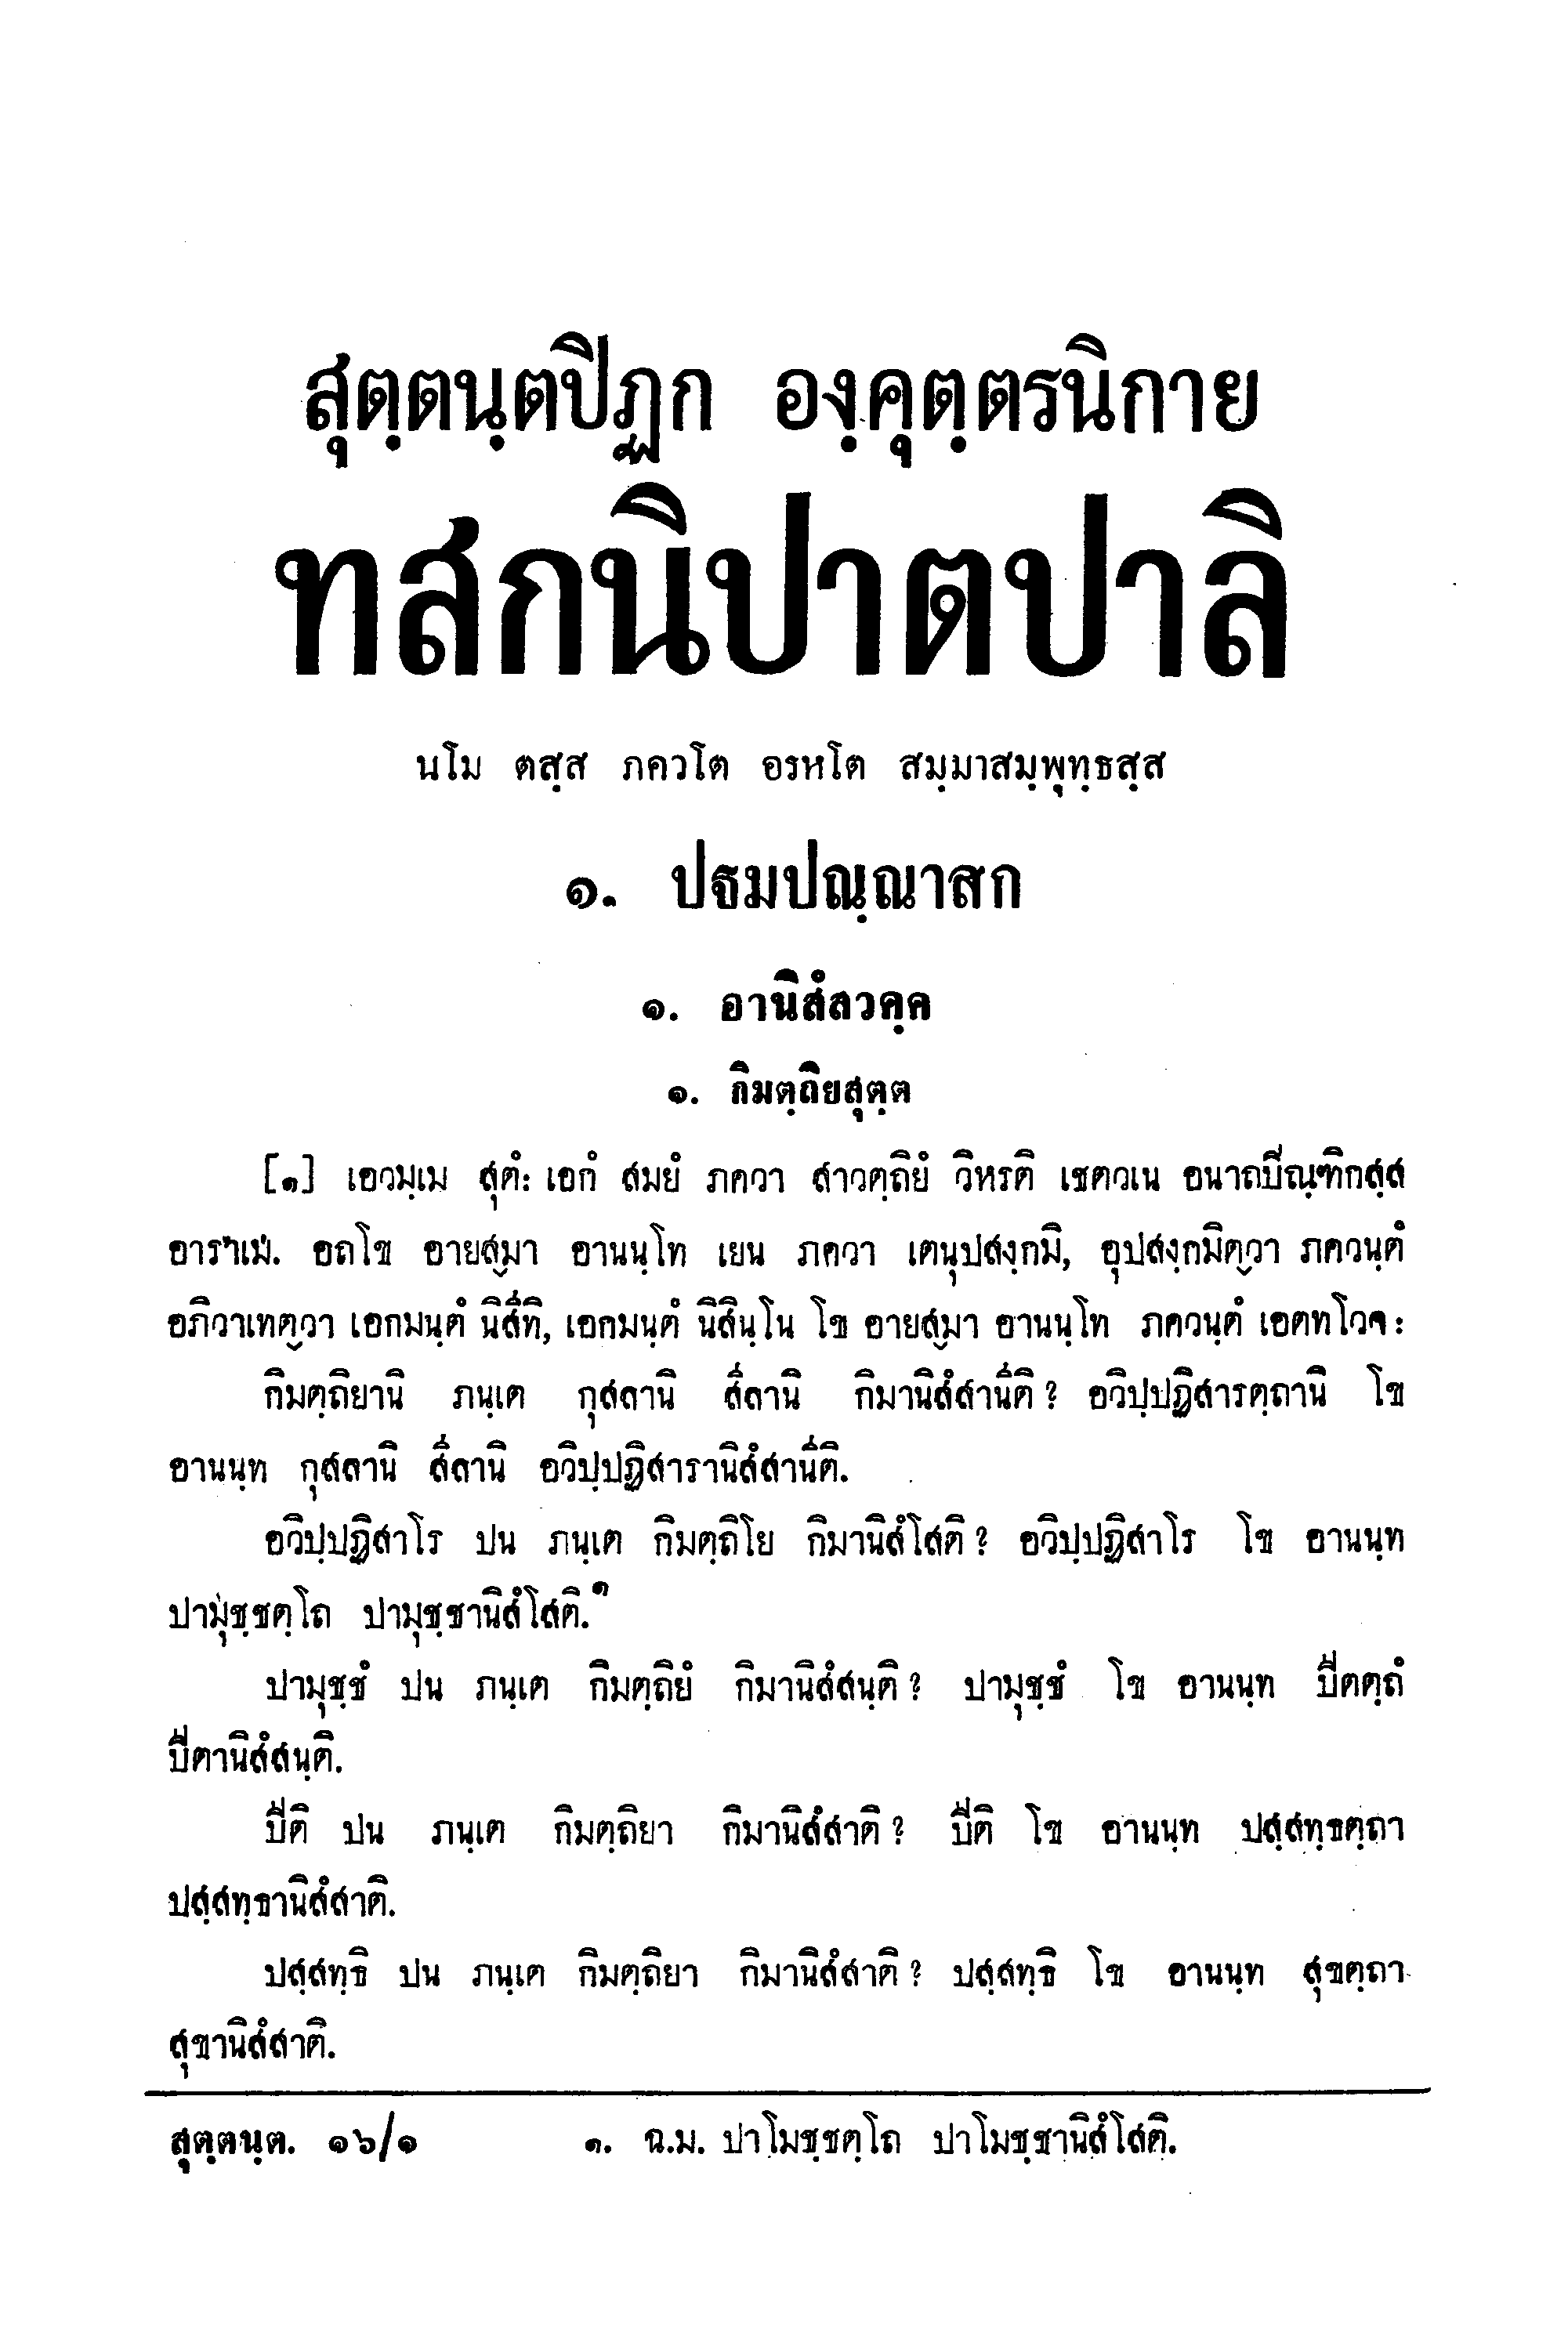 สุตฺตนฺตปิฏก องฺคุตฺตรนิกาย
ทสกนิปาตปาลิ
นโม ตสฺส ภควโต อรหโต สมฺมาสมฺพุทฺธสฺส
๑. ปฐมปณฺณาสก
๑. อานิสํสวคฺค
๑. กิมตฺถิยสุตฺต
[๑] เอวมฺเม สุตํ: เอกํ สมยํ ภควา สาวตฺถิยํ วิหรติ เชตวเน อนาถปีณฺฑิกสฺส
อาราเม. อถโข อายสฺมา อานนฺโท เยน ภควา เตนุปสงฺกมิ, อุปสงฺกมิตฺวา ภควนฺตํ
อภิวาเทตฺวา เอกมนฺตํ นิสีทิ, เอกมนฺตํ นิสินฺโน โข อายสฺมา อานนฺโท ภควนฺตํ เอตทโวจ:
กิมตฺถิยานิ ภนฺเต กุสลานิ สีลานิ กิมานิสํสานีติ? อวิปฺปฏิสารตฺถานิ โข
อานนฺท กุสลานิ สีลานิ อวิปฺปฏิสารานิสํสานีติ.
อวิปฺปฏิสาโร ปน ภนฺเต กิมตฺถิโย กิมานิสํโสติ? อวิปฺปฏิสาโร โข อานนฺท
ปามุชฺชตฺโถ ปามุชฺชานิสํโสติ.๑
ปามุชฺชํ ปน ภนฺเต กิมตฺถิยํ กิมานิสํสนฺติ? ปามุชฺชํ โข อานนฺท ปีตตฺถํ
ปีตานิสํสนฺติ.
ปีติ ปน ภนฺเต กิมตฺถิยา กิมานิสํสาติ? ปีติ โข อานนฺท ปสฺสทฺธตฺถา
ปสฺสทฺธานิสํสาติ.
ปสฺสทฺธิ ปน ภนฺเต กิมตฺถิยา กิมานิสํสาติ? ปสฺสทฺธิ โข อานนฺท สุขตฺถา
สุขานิสํสาติ.
สุตฺตนฺต. ๑๖/๑ ๑. ฉ.ม. ปาโมชฺชตฺโถ ปาโมชฺชานิสํโสติ.